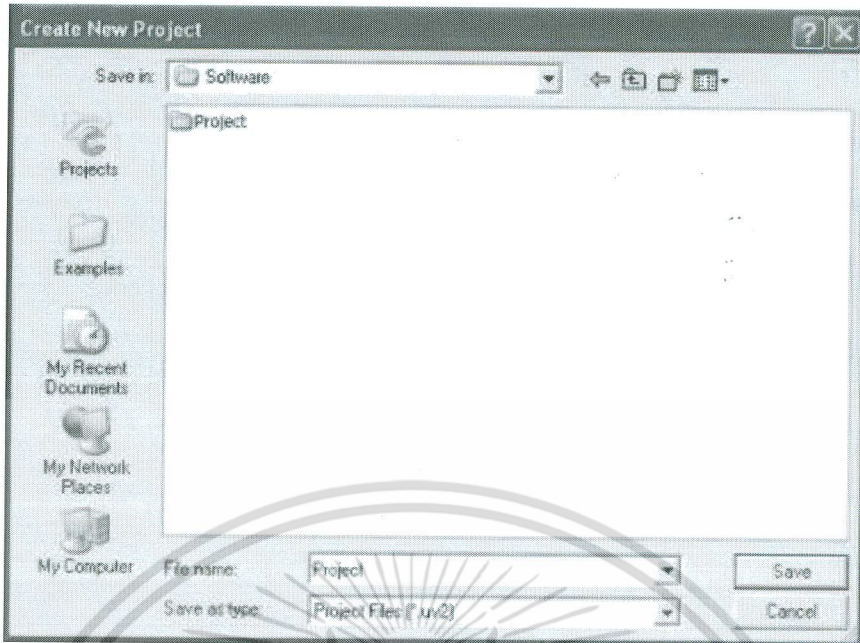 Create New Project
Save in: Software
Project
Projects
Examples
My Recent
Documents
My Network
Places
My Computer
File name: Project
Save as type: Project Files (*.uv2)
Save
Cancel